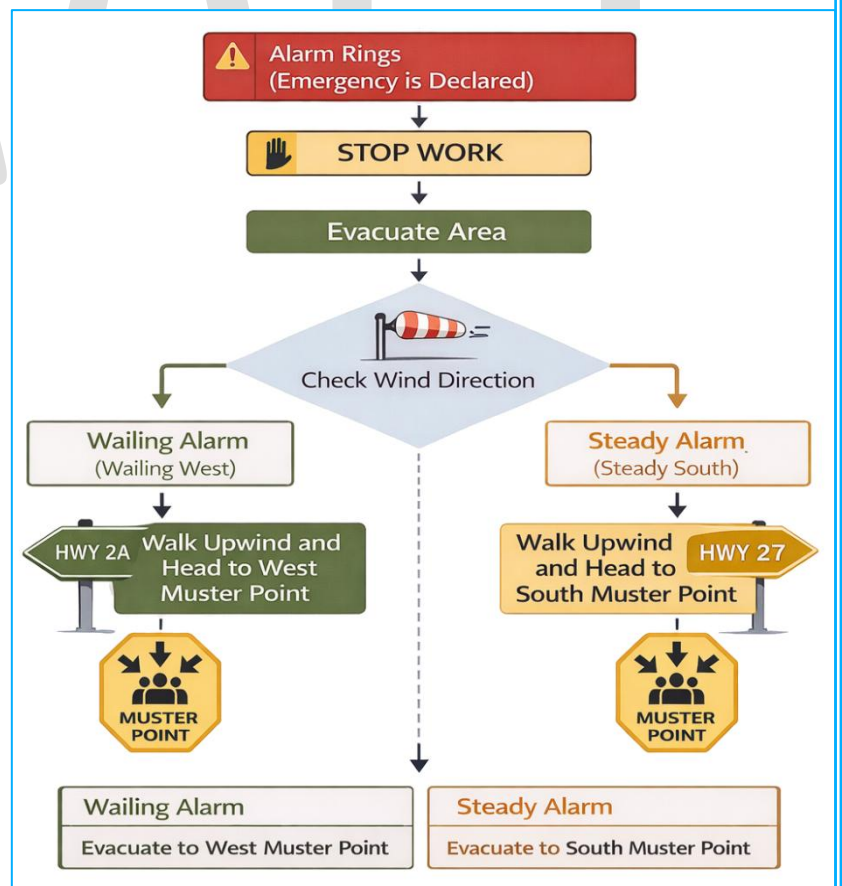 Alarm Rings
(Emergency is Declared)
STOP WORK
Evacuate Area
Check Wind Direction
Wailing Alarm
(Wailing West)
HWY 2A
Walk Upwind and
Head to West
Muster Point
MUSTER
POINT
Steady Alarm.
(Steady South)
Walk Upwind
and Head to
South Muster Point
HWY 27
MUSTER
POINT
Wailing Alarm
Evacuate to West Muster Point
Steady Alarm
Evacuate to South Muster Point